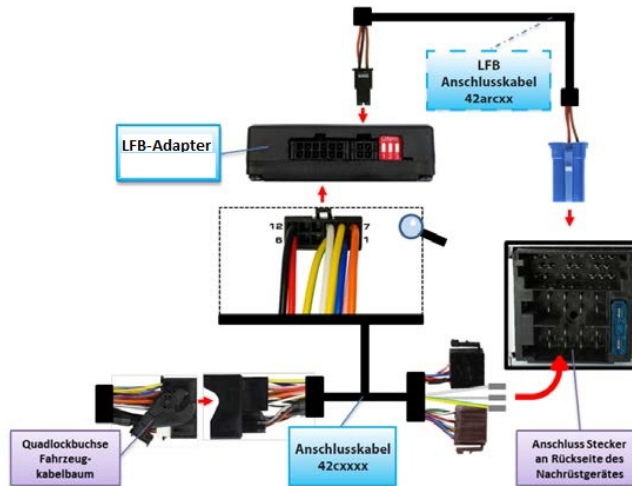 LFB
Anschlusskabel
42arcxx
LFB-Adapter
12
7
6
1
Quadlockbuchse
Fahrzeug-
kabelbaum
Anschlusskabel
42cxxxx
Anschluss Stecker
an Rückseite des
Nachrüstgerätes